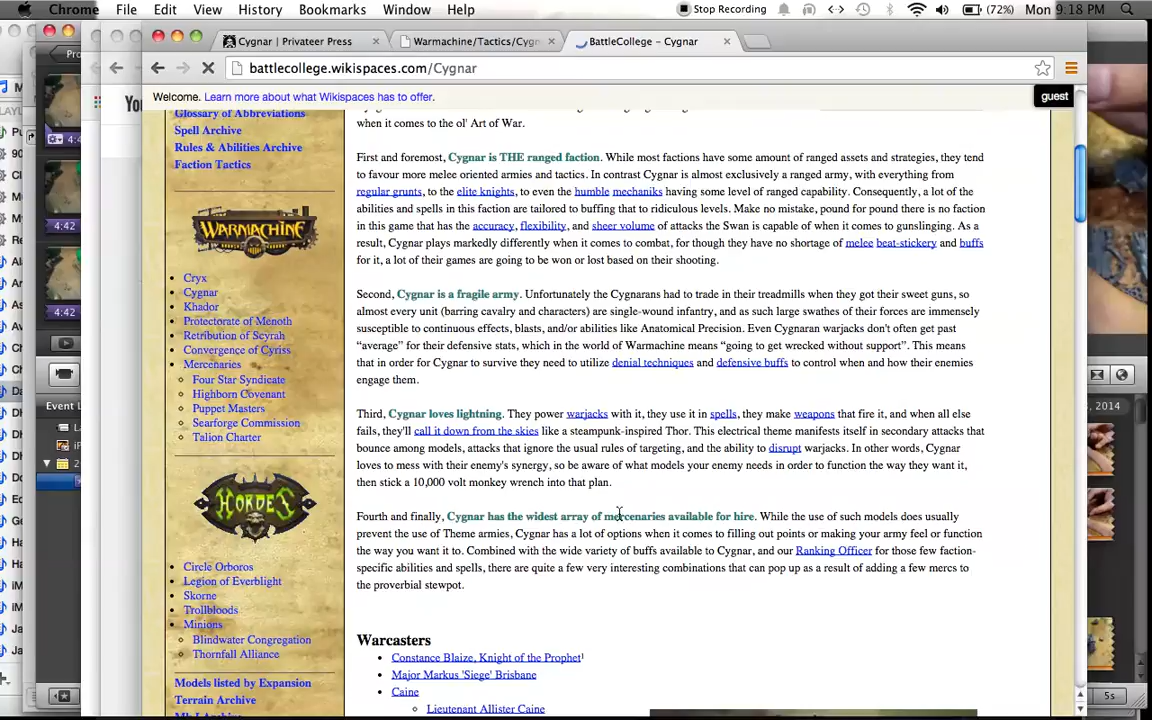 Chrome File Edit View History Bookmarks Window Help Stop Recording (72%) Mon 9:18 PM
Cygnar | Privateer Press Warmachine/Tactics/Cygn BattleCollege – Cygnar
battlecollege.wikispaces.com/Cygnar
Welcome. Learn more about what Wikispaces has to offer. guest
Glossary of Abbreviations
Spell Archive
Rules & Abilities Archive
Faction Tactics
WARMACHINE
Cryx
Cygnar
Khador
Protectorate of Menoth
Retribution of Scyrah
Convergence of Cyriss
Mercenaries
Four Star Syndicate
Highborn Covenant
Puppet Masters
Searforge Commission
Talion Charter
HORDES
Circle Orboros
Legion of Everblight
Skorne
Trollbloods
Minions
Blindwater Congregation
Thornfall Alliance
Models listed by Expansion
Terrain Archive
when it comes to the ol' Art of War.
First and foremost, Cygnar is THE ranged faction. While most factions have some amount of ranged assets and strategies, they tend
to favour more melee oriented armies and tactics. In contrast Cygnar is almost exclusively a ranged army, with everything from
regular grunts, to the elite knights, to even the humble mechaniks having some level of ranged capability. Consequently, a lot of the
abilities and spells in this faction are tailored to buffing that to ridiculous levels. Make no mistake, pound for pound there is no faction
in this game that has the accuracy, flexibility, and sheer volume of attacks the Swan is capable of when it comes to gunslinging. As a
result, Cygnar plays markedly different when it comes to combat, for though they have no shortage of melee beat-stickery and buffs
for it, a lot of their games are going to be won or lost based on their shooting.
Second, Cygnar is a fragile army. Unfortunately the Cygnarans had to trade in their treadmills when they got their sweet guns, so
almost every unit (barring cavalry and characters) are single-wound infantry, and as such large swathes of their forces are immensely
susceptible to continuous effects, blasts, and/or abilities like Anatomical Precision. Even Cygnaran warjacks don't often get past
“average” for their defensive stats, which in the world of Warmachine means “going to get wrecked without support”. This means
that in order for Cygnar to survive they need to utilize denial techniques and defensive buffs to control when and how their enemies
engage them.
Third, Cygnar loves lightning. They power warjacks with it, they use it in spells, they make weapons that fire it, and when all else
fails, they'll call it down from the skies like a steampunk-inspired Thor. This electrical theme manifests itself in secondary attacks that
bounce among models, attacks that ignore the usual rules of targeting, and the ability to disrupt warjacks. In other words, Cygnar
loves to mess with their enemy's synergy, so be aware of what models your enemy needs in order to function the way they want it,
then stick a 10,000 volt monkey wrench into that plan.
Fourth and finally, Cygnar has the widest array of mercenaries available for hire. While the use of such models does usually
prevent the use of Theme armies, Cygnar has a lot of options when it comes to filling out points or making your army feel or function
the way you want it to. Combined with the wide variety of buffs available to Cygnar, and our Ranking Officer for those few faction-
specific abilities and spells, there are quite a few very interesting combinations that can pop up as a result of adding a few mercs to
the proverbial stewpot.
Warcasters
Constance Blaize, Knight of the Prophet¹
Major Markus 'Siege' Brisbane
Caine
Lieutenant Allister Caine
You
4:42
4:42
Event L
, 2014
5s